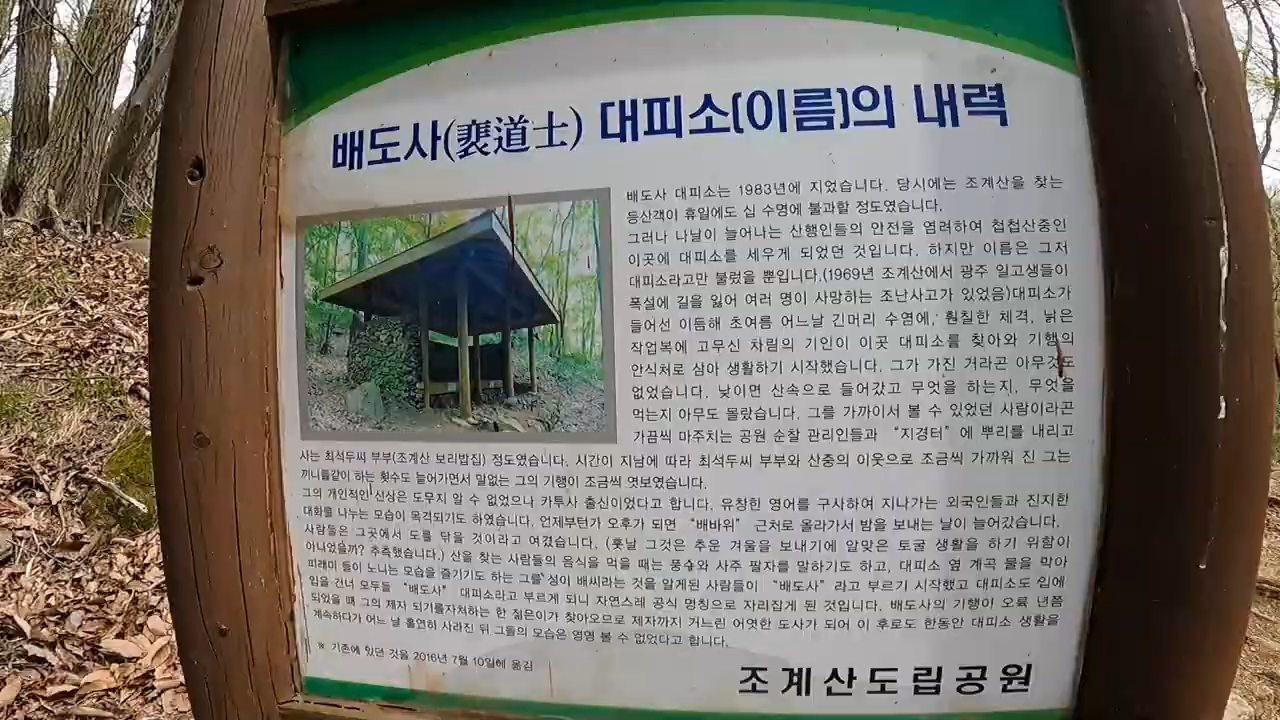 배도사(裵道士) 대피소(이름)의 내력
배도사 대피소는 1983년에 지었습니다. 당시에는 조계산을 찾는
등산객이 휴일에도 십 수명에 불과할 정도였습니다.
그러나 나날이 늘어나는 산행인들의 안전을 염려하여 첩첩산중인
이곳에 대피소를 세우게 되었던 것입니다. 하지만 이름은 그저
대피소라고만 불렀을 뿐입니다.(1969년 조계산에서 광주 일고생들이
폭설에 길을 잃어 여러 명이 사망하는 조난사고가 있었음)대피소가
들어선 이듬해 초여름 어느날 긴머리 수염에, 훤칠한 체격, 낡은
작업복에 고무신 차림의 기인이 이곳 대피소를 찾아와 기행의
안식처로 삼아 생활하기 시작했습니다. 그가 가진 거라곤 아무것도
없었습니다. 낮이면 산속으로 들어갔고 무엇을 하는지, 무엇을
먹는지 아무도 몰랐습니다. 그를 가까이서 볼 수 있었던 사람이라곤
가끔씩 마주치는 공원 순찰 관리인들과 “지경터”에 뿌리를 내리고
사는 최석두씨 부부(조계산 보리밥집) 정도였습니다. 시간이 지남에 따라 최석두씨 부부와 산중의 이웃으로 조금씩 가까워 진 그는
끼니를같이 하는 횟수도 늘어가면서 말없는 그의 기행이 조금씩 엿보였습니다.
그의 개인적인 신상은 도무지 알 수 없었으나 카투사 출신이었다고 합니다. 유창한 영어를 구사하여 지나가는 외국인들과 진지한
대화를 나누는 모습이 목격되기도 하였습니다. 언제부턴가 오후가 되면 “배바위” 근처로 올라가서 밤을 보내는 날이 늘어갔습니다.
사람들은 그곳에서 도를 닦을 것이라고 여겼습니다. (훗날 그것은 추운 겨울을 보내기에 알맞은 토굴 생활을 하기 위함이
아니었을까? 추측했습니다.) 산을 찾는 사람들의 음식을 먹을 때는 풍수와 사주 팔자를 말하기도 하고, 대피소 옆 계곡 물을 막아
피래미 들이 노니는 모습을 즐기기도 하는 그를 성이 배씨라는 것을 알게된 사람들이 “배도사”라고 부르기 시작했고 대피소도 입에
입을 건너 모두들 “배도사” 대피소라고 부르게 되니 자연스레 공식 명칭으로 자리잡게 된 것입니다. 배도사의 기행이 오륙 년쯤
되었을 때 그의 제자 되기를자처하는 한 젊은이가 찾아오므로 제자까지 거느린 어엿한 도사가 되어 이 후로도 한동안 대피소 생활을
계속하다가 어느 날 홀연히 사라진 뒤 그들의 모습은 영영 볼 수 없었다고 합니다.
※ 기존에 있던 것을 2016년 7월 10일에 옮김
조계산도립공원